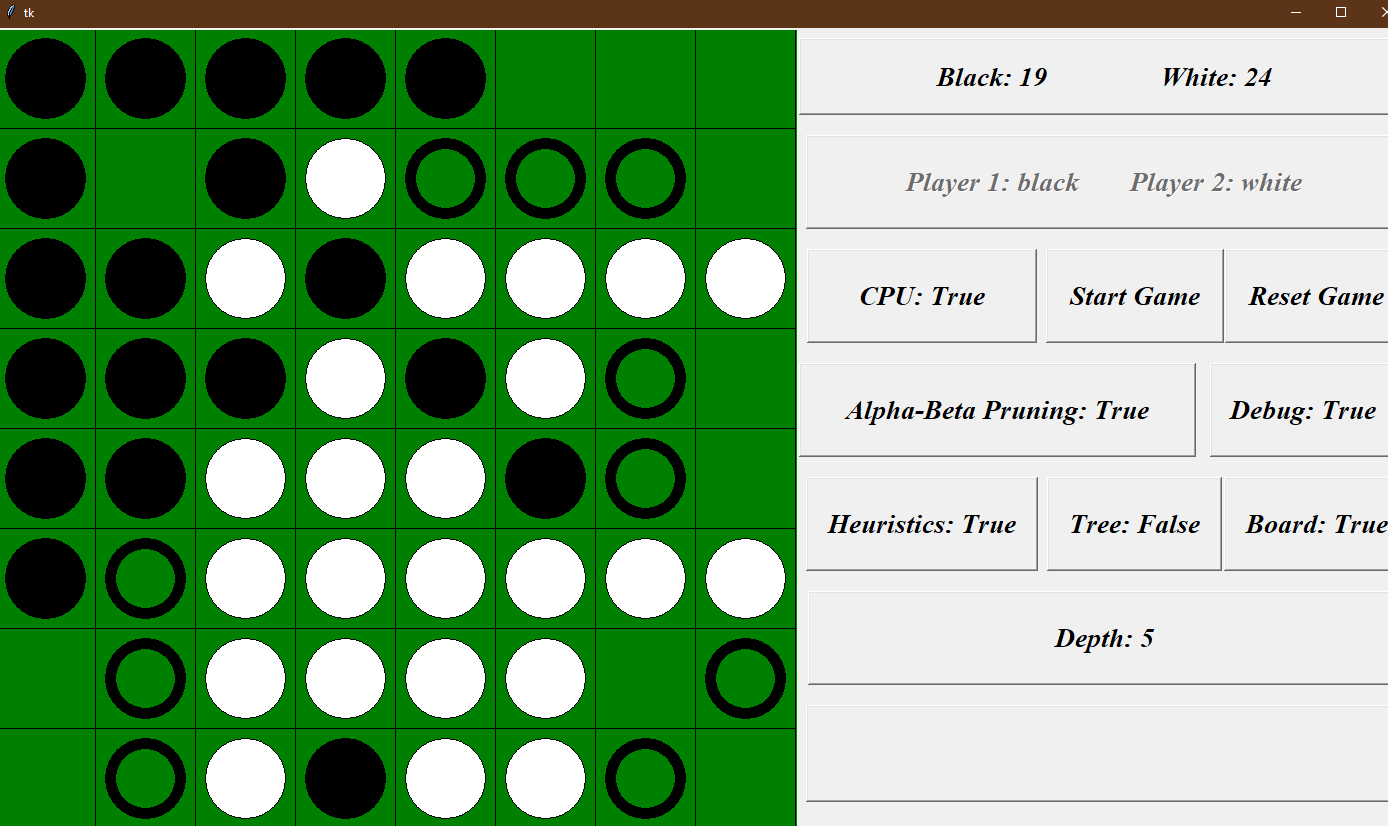 tk
Black: 19 White: 24
Player 1: black Player 2: white
CPU: True Start Game Reset Game
Alpha-Beta Pruning: True Debug: True
Heuristics: True Tree: False Board: True
Depth: 5